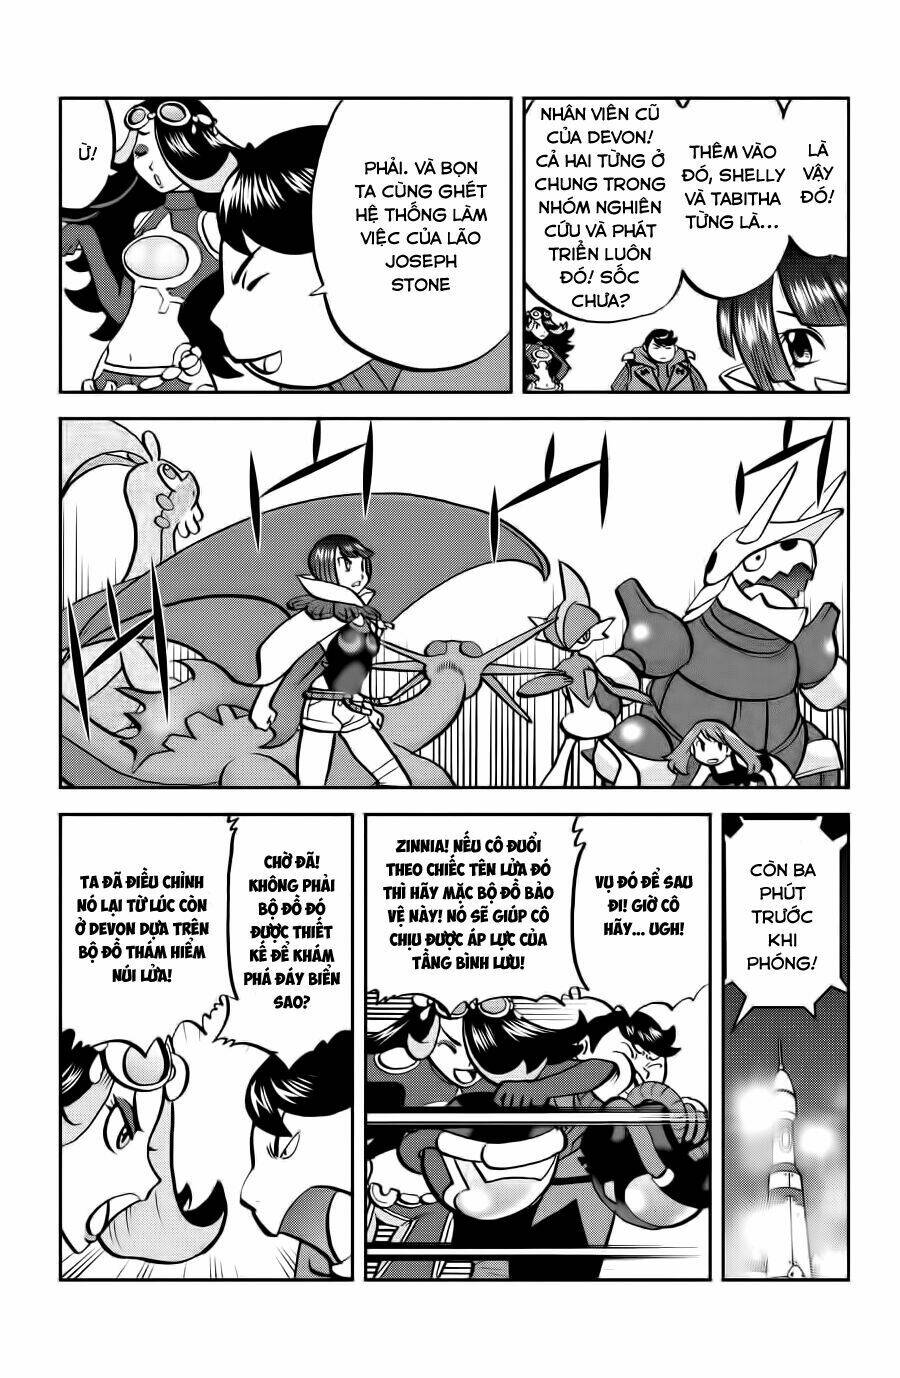 LÀ
VẬY
ĐÓ!
THÊM VÀO
ĐÓ, SHELLY
VÀ TABITHA
TỪNG LÀ...
NHÂN VIÊN CŨ
CỦA DEVON!
CẢ HAI TỪNG Ở
CHUNG TRONG
NHÓM NGHIÊN
CỨU VÀ PHÁT
TRIỂN LUÔN
ĐÓ! SỐC
CHƯA?
PHẢI. VÀ BỌN
TA CÙNG GHÉT
HỆ THỐNG LÀM
VIỆC CỦA LÃO
JOSEPH
STONE
Ừ!
CÒN BA
PHÚT
TRƯỚC
KHI
PHÓNG!
VỤ ĐÓ ĐỂ SAU
ĐI! GIỜ CÔ
HÃY... UGH!
ZINNIA! NẾU CÔ ĐUỔI
THEO CHIẾC TÊN LỬA ĐÓ
THÌ HÃY MẶC BỘ ĐỒ BẢO
VỆ NÀY! NÓ SẼ GIÚP CÔ
CHỊU ĐƯỢC ÁP LỰC CỦA
TẦNG BÌNH LƯU!
CHỜ ĐÃ!
KHÔNG PHẢI
BỘ ĐỒ ĐÓ
ĐƯỢC THIẾT
KẾ ĐỂ KHÁM
PHÁ ĐÁY BIỂN
SAO?
TA ĐÃ ĐIỀU CHỈNH
NÓ LẠI TỪ LÚC CÒN
Ở DEVON DỰA TRÊN
BỘ ĐỒ THÁM HIỂM
NÚI LỬA!